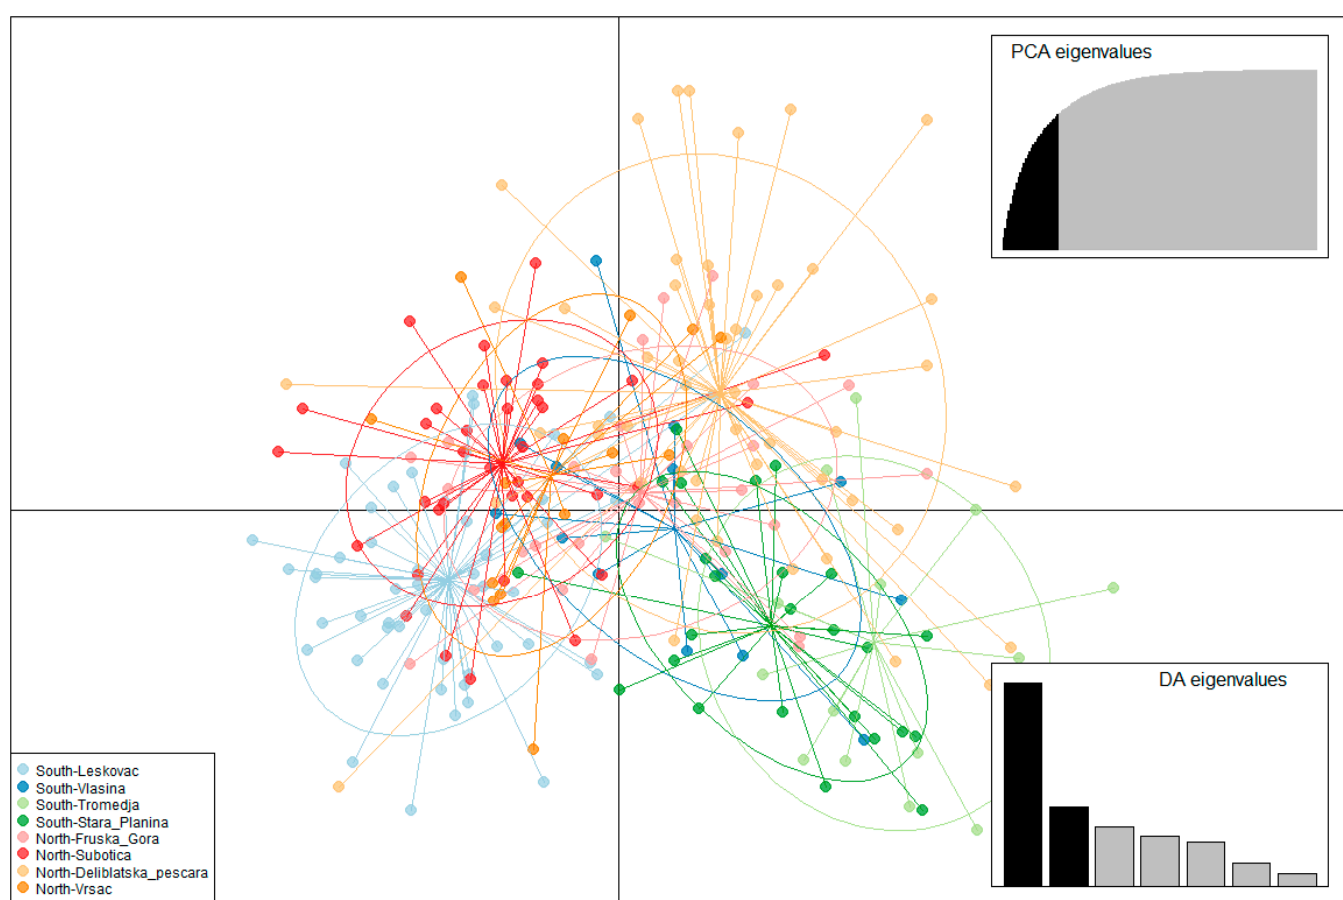 PCA eigenvalues
DA eigenvalues
South-Leskovac
South-Vlasina
South-Tromedja
South-Stara_Planina
North-Fruska_Gora
North-Subotica
North-Deliblatska_pescara
North-Vrsac